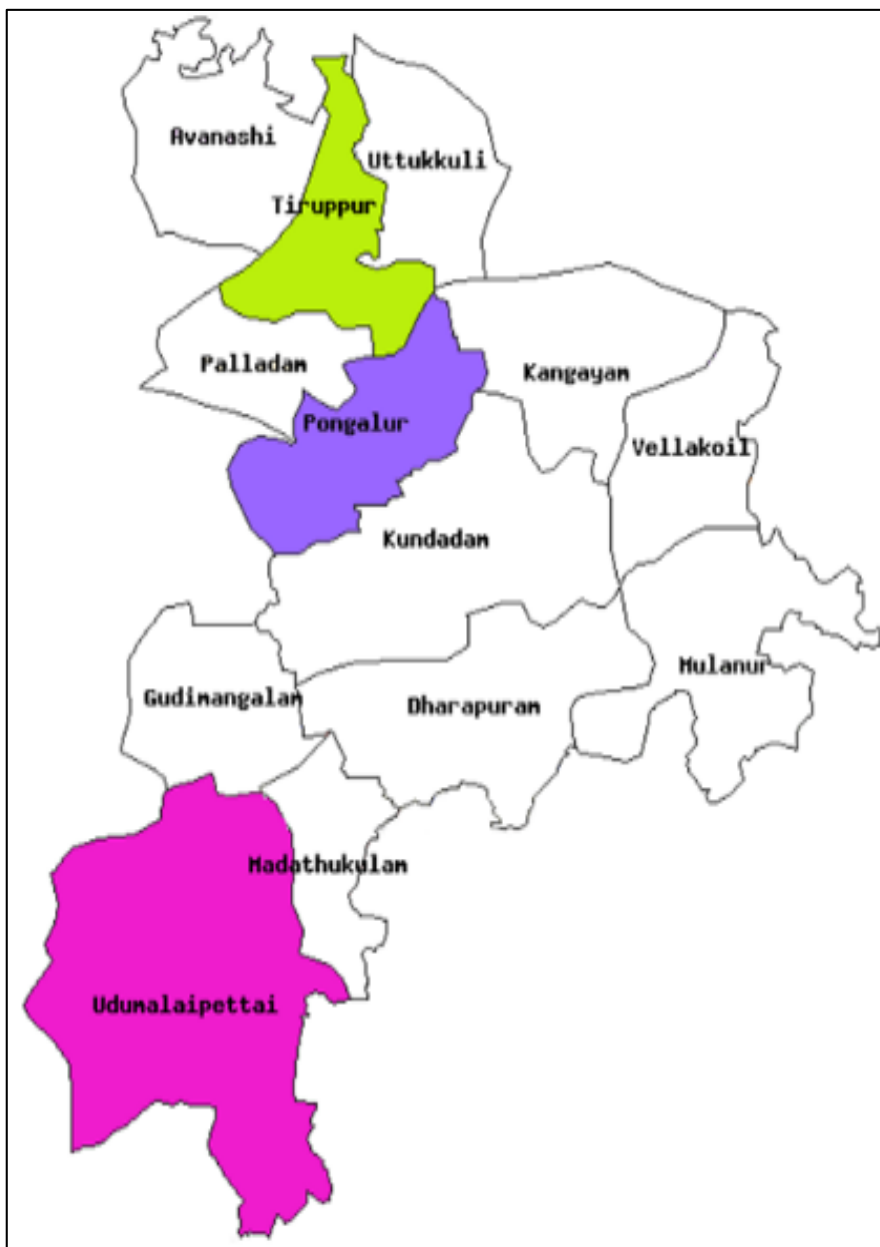 Avanashi
Uttukkuli
Tiruppur
Palladam
Kangayam
Pongalur
Vellakoil
Kundadam
Mulanur
Gudimangalam
Dharapuram
Madathukulam
Udumalaipettai